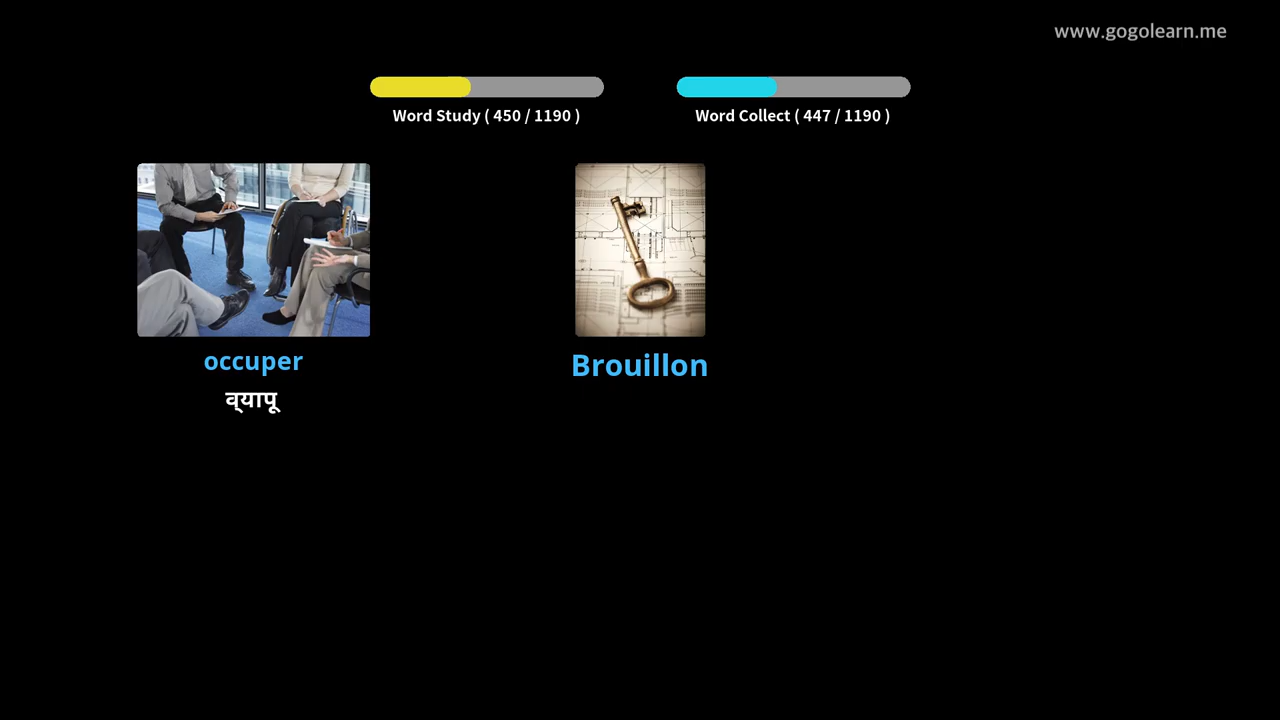 www.gogolearn.me
Word Study ( 450 / 1190 )
Word Collect ( 447 / 1190 )
occuper
व्यापू
Brouillon